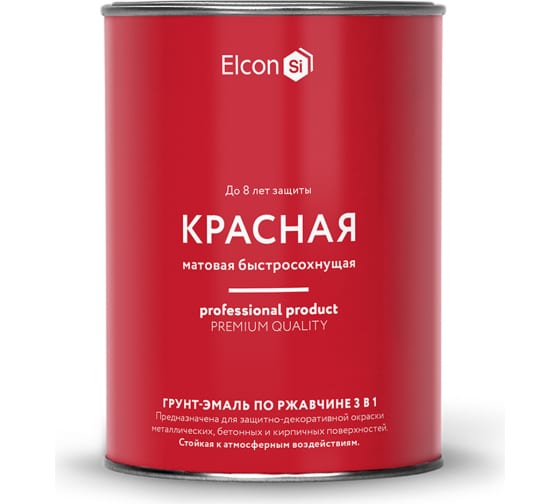 Elcon Si
До 8 лет защиты
КРАСНАЯ
матовая быстросохнущая
professional product
PREMIUM QUALITY
ГРУНТ-ЭМАЛЬ ПО РЖАВЧИНЕ 3 В 1
Предназначена для защитно-декоративной окраски
металлических, бетонных и кирпичных поверхностей.
Стойкая к атмосферным воздействиям.